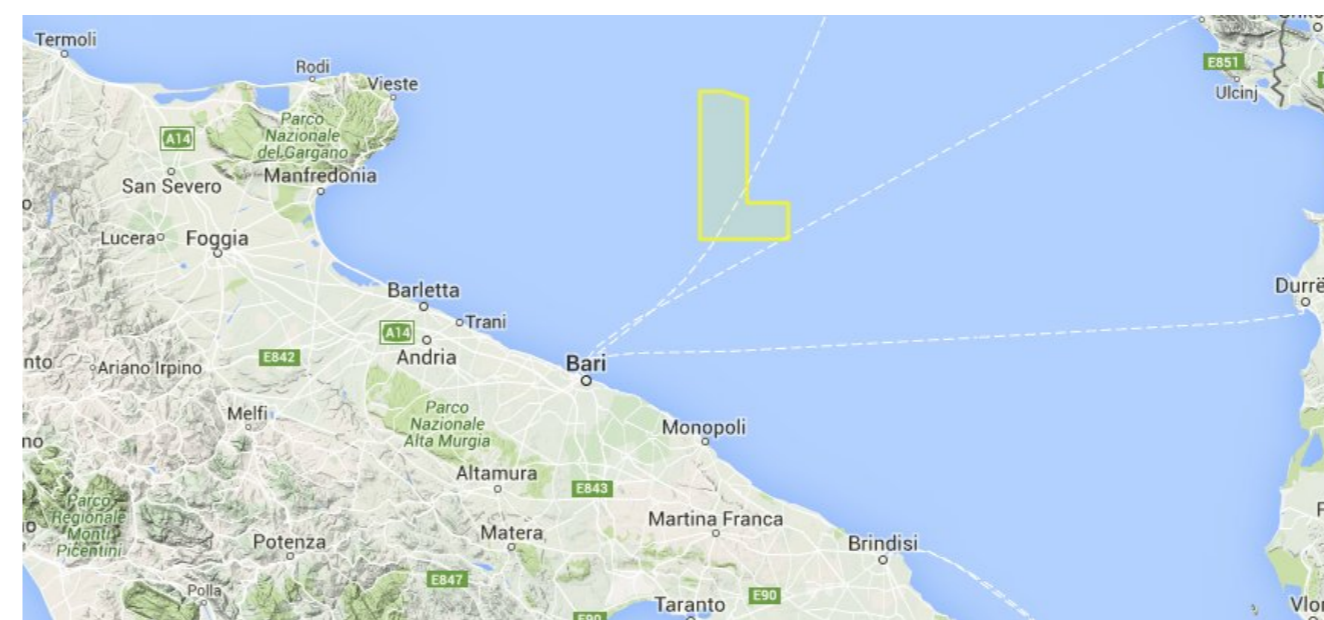 Termoli
Rodi
Vieste
E851
Ulcinj
Parco
Nazionale
del Gargano
A14
San Severo
Manfredonia
Lucera
Foggia
Barletta
Trani
A14
Andria
E842
Ariano Irpino
Bari
Durrë
Melfi
Parco
Nazionale
Alta Murgia
Monopoli
Altamura
E843
Parco
Regionale
Monti
Picentini
Matera
Martina Franca
Potenza
Brindisi
E847
Polla
E90
Taranto
E90
Vlor